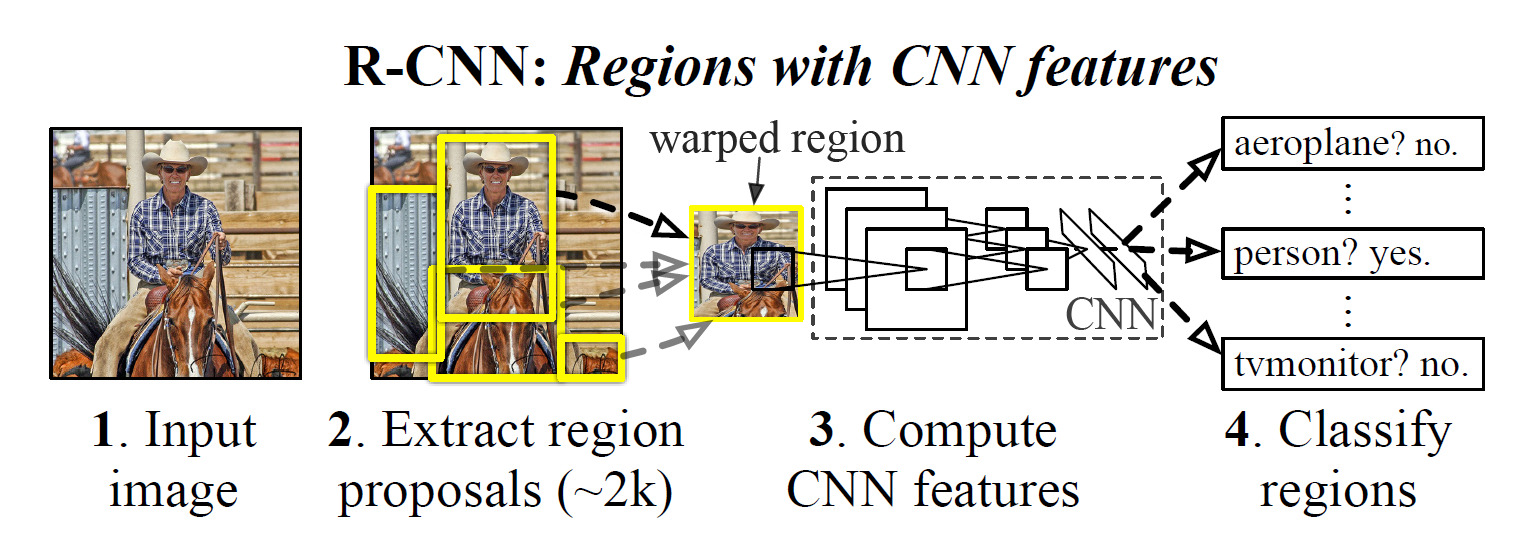 R-CNN: Regions with CNN features
warped region
aeroplane? no.
⋮
person? yes.
⋮
tvmonitor? no.
CNN
1. Input
image
2. Extract region
proposals (~2k)
3. Compute
CNN features
4. Classify
regions